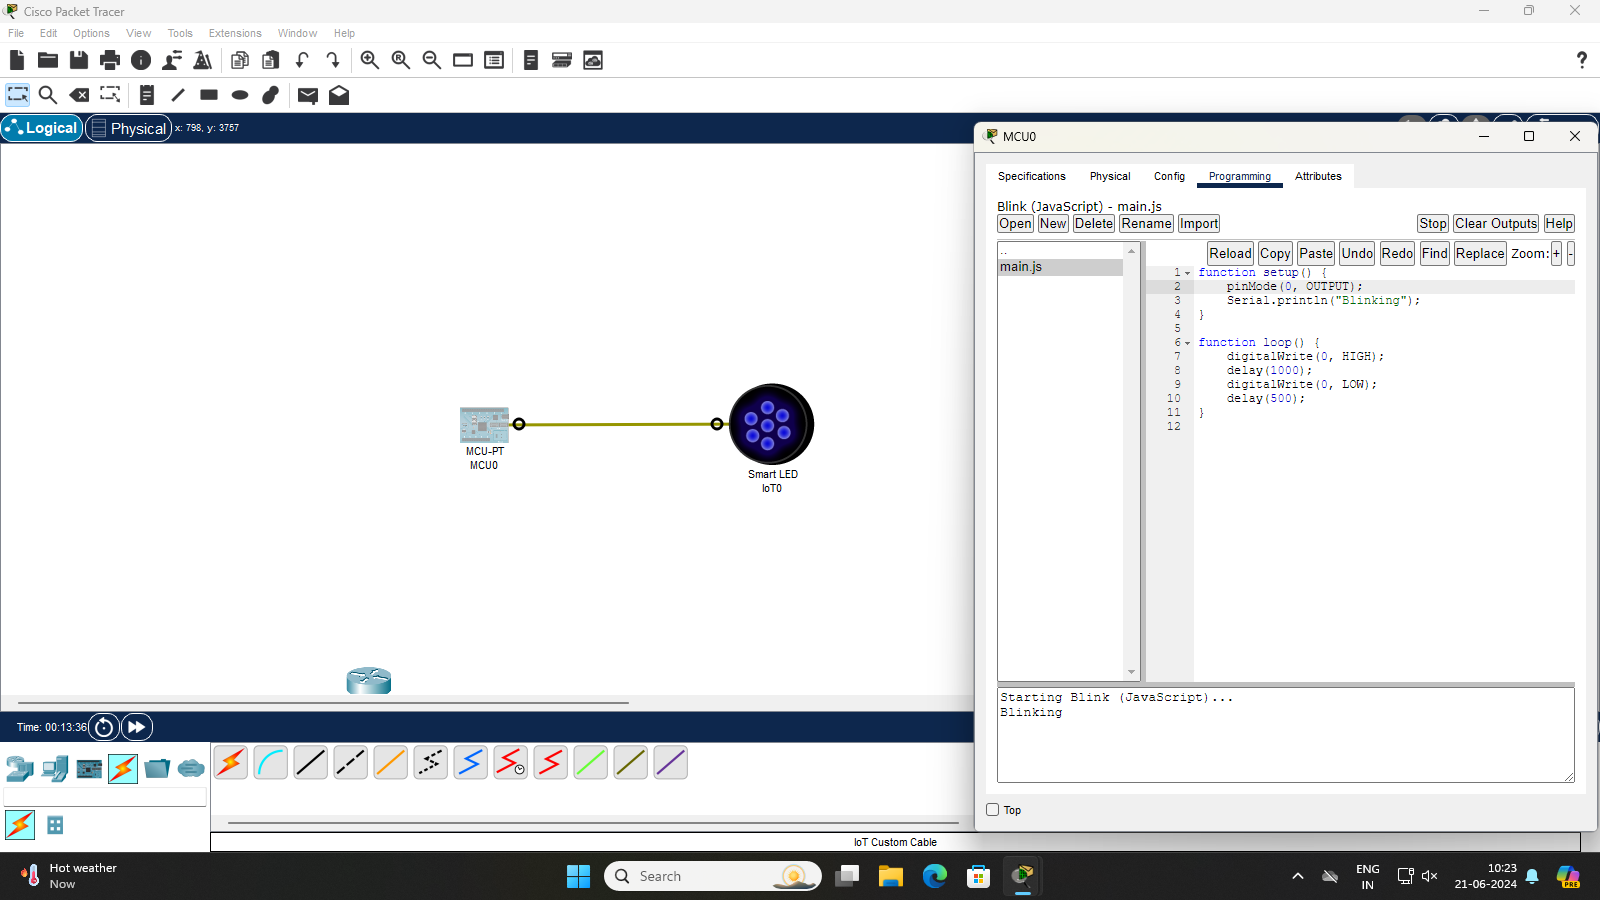 Cisco Packet Tracer
File Edit Options View Tools Extensions Window Help
Logical Physical x: 798, y: 3757
MCU0
Specifications Physical Config Programming Attributes
Blink (JavaScript) - main.js
Open New Delete Rename Import Stop Clear Outputs Help
..
main.js
Reload Copy Paste Undo Redo Find Replace Zoom: + -
1 function setup() {
2 pinMode(0, OUTPUT);
3 Serial.println("Blinking");
4 }
5
6 function loop() {
7 digitalWrite(0, HIGH);
8 delay(1000);
9 digitalWrite(0, LOW);
10 delay(500);
11 }
12
MCU-PT
MCU0
Smart LED
IoT0
Starting Blink (JavaScript)...
Blinking
Top
Time: 00:13:36
IoT Custom Cable
Hot weather
Now
Search
ENG
IN
10:23
21-06-2024
PRE